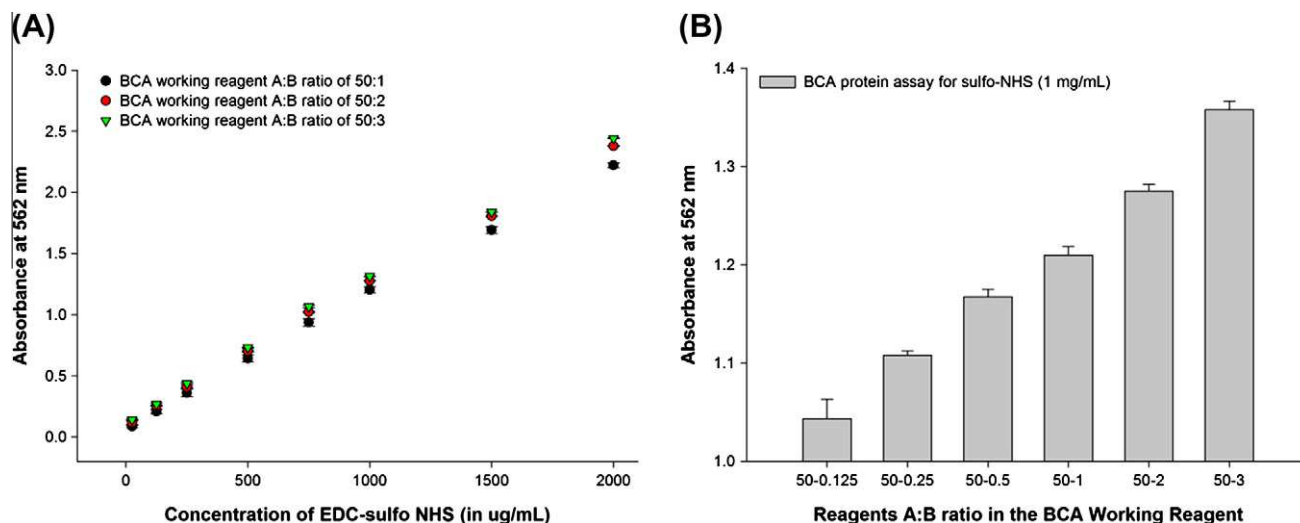 (A)
BCA working reagent A:B ratio of 50:1
BCA working reagent A:B ratio of 50:2
BCA working reagent A:B ratio of 50:3
3.0
2.5
2.0
1.5
1.0
0.5
0.0
Absorbance at 562 nm
0 500 1000 1500 2000
Concentration of EDC-sulfo NHS (in ug/mL)
(B)
BCA protein assay for sulfo-NHS (1 mg/mL)
1.4
1.3
1.2
1.1
1.0
Absorbance at 562 nm
50-0.125 50-0.25 50-0.5 50-1 50-2 50-3
Reagents A:B ratio in the BCA Working Reagent